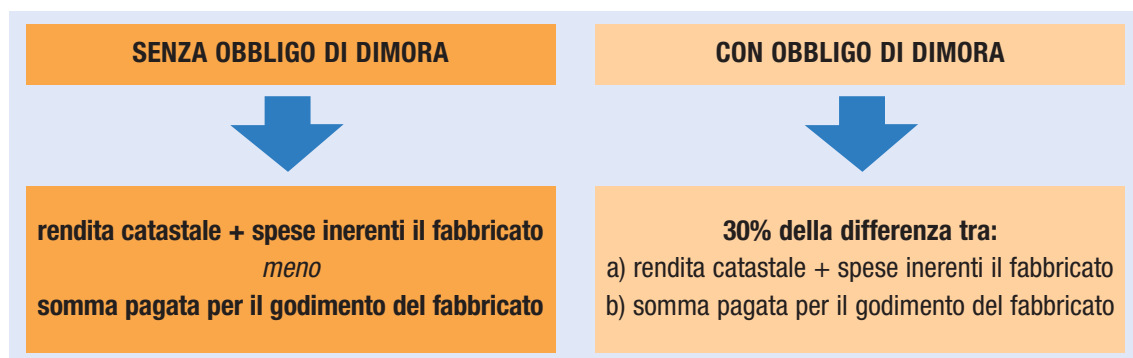 SENZA OBBLIGO DI DIMORA
rendita catastale + spese inerenti il fabbricato
meno
somma pagata per il godimento del fabbricato
CON OBBLIGO DI DIMORA
30% della differenza tra:
a) rendita catastale + spese inerenti il fabbricato
b) somma pagata per il godimento del fabbricato